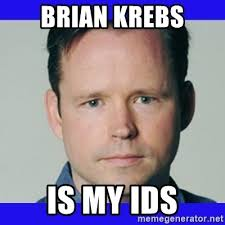 BRIAN KREBS
IS MY IDS
memegenerator.net